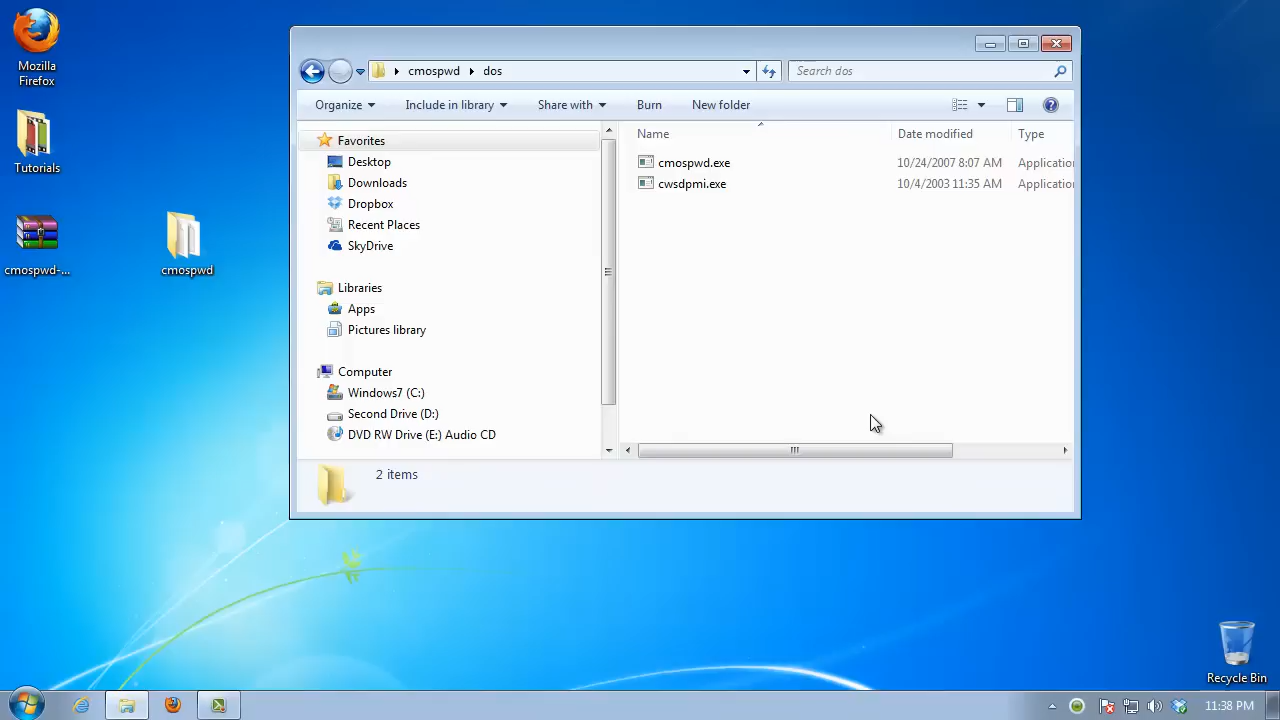 Mozilla
Firefox
Tutorials
cmospwd-...
cmospwd
cmospwd
dos
Search dos
Organize
Include in library
Share with
Burn
New folder
Favorites
Desktop
Downloads
Dropbox
Recent Places
SkyDrive
Libraries
Apps
Pictures library
Computer
Windows7 (C:)
Second Drive (D:)
DVD RW Drive (E:) Audio CD
Name
Date modified
Type
cmospwd.exe
10/24/2007 8:07 AM
Applicatio
cwsdpmi.exe
10/4/2003 11:35 AM
Applicatio
2 items
Recycle Bin
11:38 PM